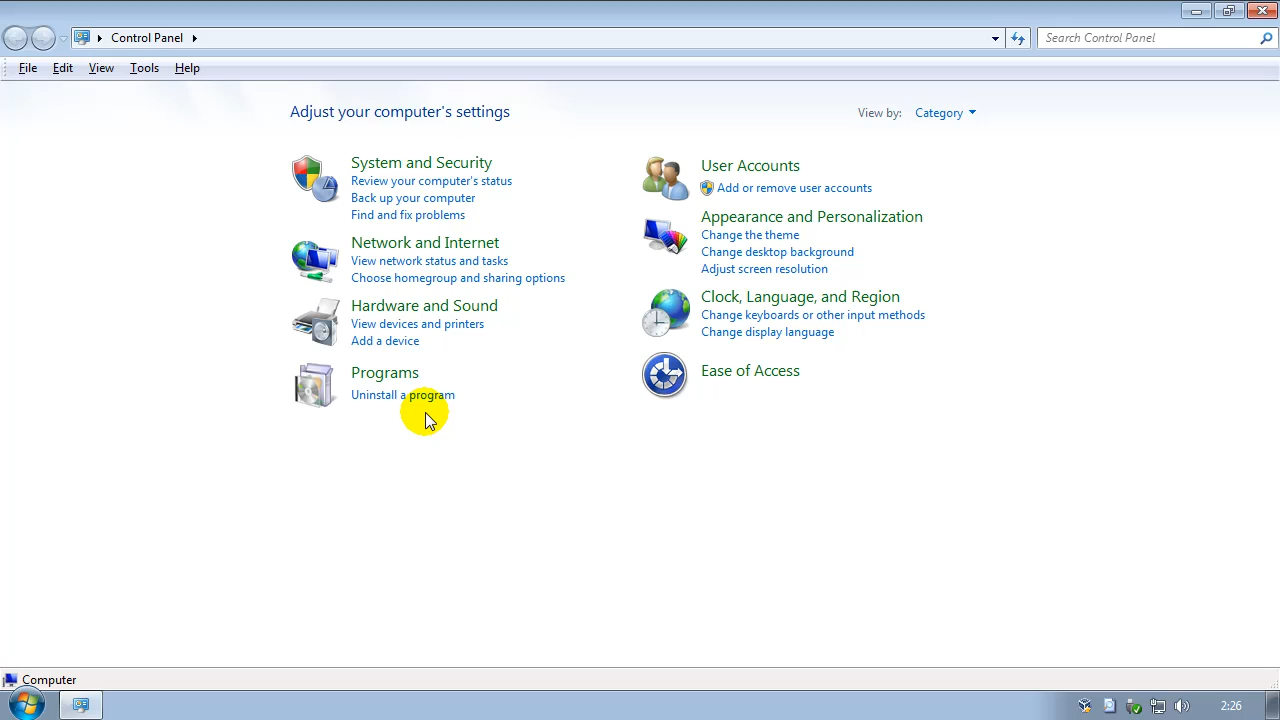 Control Panel
Search Control Panel
File Edit View Tools Help
Adjust your computer's settings
View by: Category
System and Security
Review your computer's status
Back up your computer
Find and fix problems
Network and Internet
View network status and tasks
Choose homegroup and sharing options
Hardware and Sound
View devices and printers
Add a device
Programs
Uninstall a program
User Accounts
Add or remove user accounts
Appearance and Personalization
Change the theme
Change desktop background
Adjust screen resolution
Clock, Language, and Region
Change keyboards or other input methods
Change display language
Ease of Access
Computer
2:26